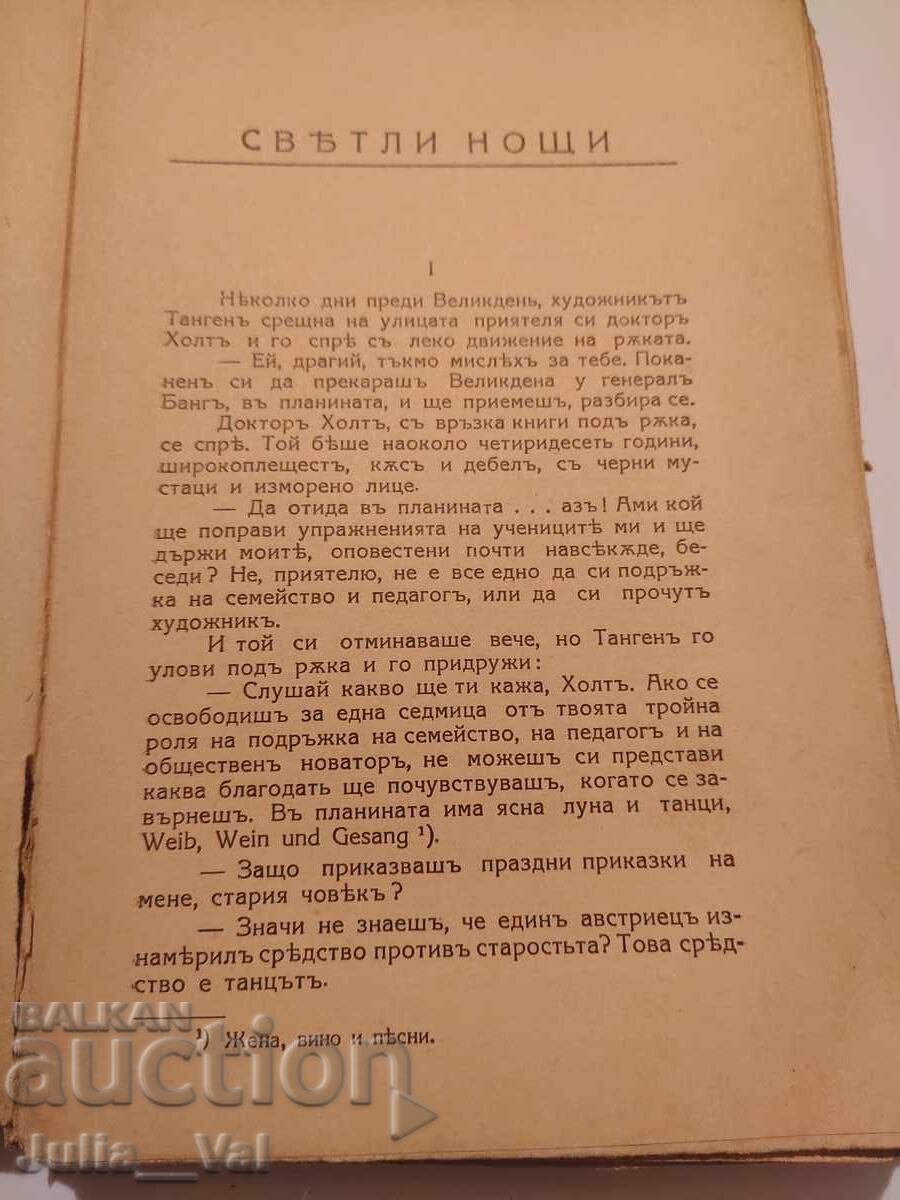 СВѢТЛИ НОЩИ
I
Нѣколко дни преди Великдень, художникътъ
Тангенъ срещна на улицата приятеля си докторъ
Холтъ и го спрѣ съ леко движение на рѫката.
— Ей, драгий, тъкмо мислѣхъ за тебе. Пока-
ненъ си да прекарашъ Великдена у генералъ
Бангъ, въ планината, и ще приемешъ, разбира се.
Докторъ Холтъ, съ връзка книги подъ рѫка,
се спрѣ. Той бѣше наоколо четиридесеть години,
широкоплещестъ, кѫсъ и дебелъ, съ черни му-
стаци и изморено лице.
— Да отида въ планината . . . азъ! Ами кой
ще поправи упражненията на ученицитѣ ми и ще
държи моитѣ, оповестени почти навсѣкѫде, бе-
седи? Не, приятелю, не е все едно да си подръж-
ка на семейство и педагогъ, или да си прочутъ
художникъ.
И той си отминаваше вече, но Тангенъ го
улови подъ рѫка и го придружи:
— Слушай какво ще ти кажа, Холтъ. Ако се
освободишъ за една седмица отъ твоята тройна
роля на подръжка на семейство, на педагогъ и на
общественъ новаторъ, не можешъ си представи
каква благодать ще почувствувашъ, когато се за-
върнешъ. Въ планината има ясна луна и танци,
Weib, Wein und Gesang ¹).
— Защо приказвашъ праздни приказки на
мене, стария човѣкъ?
— Значи не знаешъ, че единъ австриецъ из-
намѣрилъ срѣдство противъ старостьта? Това срѣд-
ство е танцътъ.
¹) Жена, вино и пѣсни.
BALKAN
auction
Julia__Val